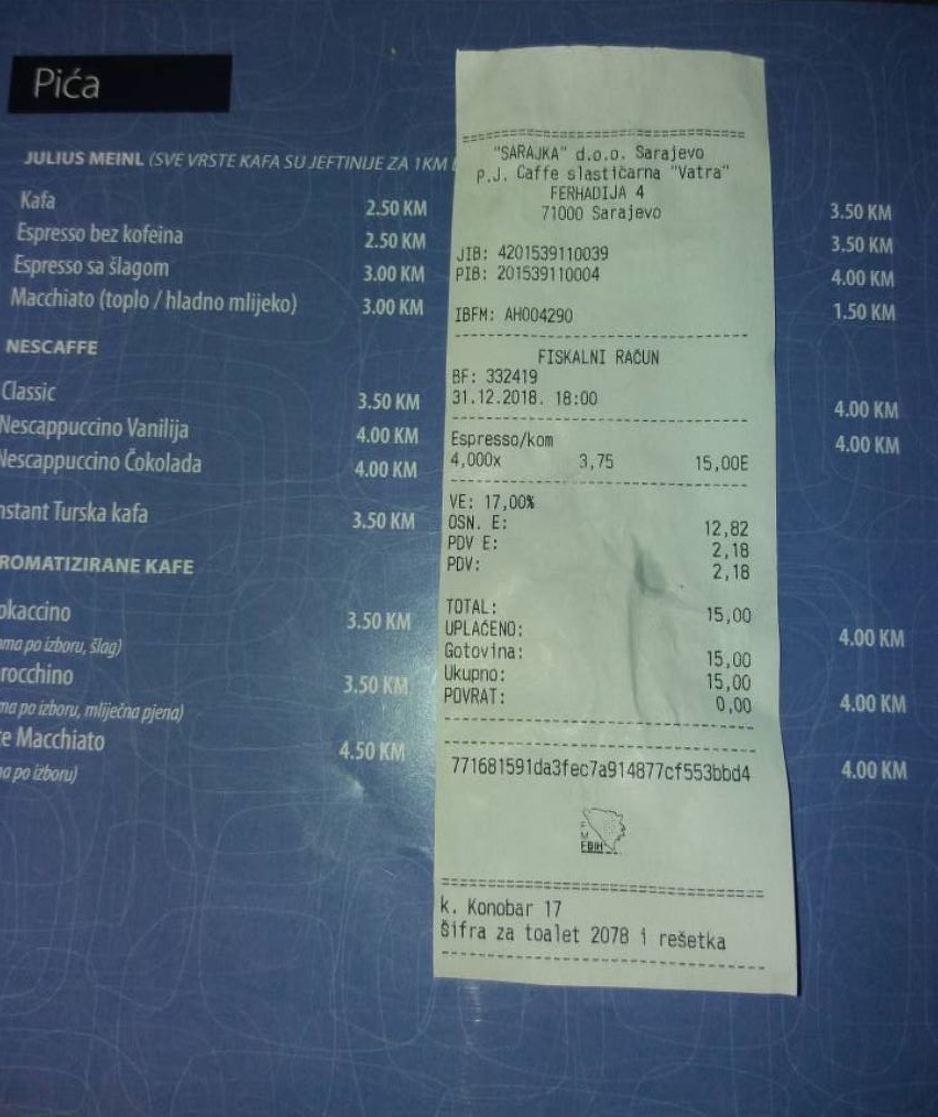 Pića
JULIUS MEINL (SVE VRSTE KAFA SU JEFTINIJE ZA 1KM
Kafa 2.50 KM
Espresso bez kofeina 2.50 KM
Espresso sa šlagom 3.00 KM
Macchiato (toplo / hladno mlijeko) 3.00 KM
NESCAFFE
Classic 3.50 KM
Nescappuccino Vanilija 4.00 KM
Nescappuccino Čokolada 4.00 KM
nstant Turska kafa 3.50 KM
ROMATIZIRANE KAFE
okaccino 3.50 KM
ma po izboru, šlag)
rocchino 3.50 KM
ma po izboru, mliječna pjena)
e Macchiato 4.50 KM
a po izboru)
"SARAJKA" d.o.o. Sarajevo
P.J. Caffe slastičarna "Vatra"
FERHADIJA 4
71000 Sarajevo
JIB: 4201539110039
PIB: 201539110004
IBFM: AH004290
FISKALNI RAČUN
BF: 332419
31.12.2018. 18:00
Espresso/kom
4,000x 3,75 15,00E
VE: 17,00%
OSN. E: 12,82
PDV E: 2,18
PDV: 2,18
TOTAL: 15,00
UPLAĆENO:
Gotovina: 15,00
Ukupno: 15,00
POVRAT: 0,00
771681591da3fec7a914877cf553bbd4
F
M
FBIH
k. Konobar 17
Šifra za toalet 2078 i rešetka
3.50 KM
3.50 KM
4.00 KM
1.50 KM
4.00 KM
4.00 KM
4.00 KM
4.00 KM
4.00 KM